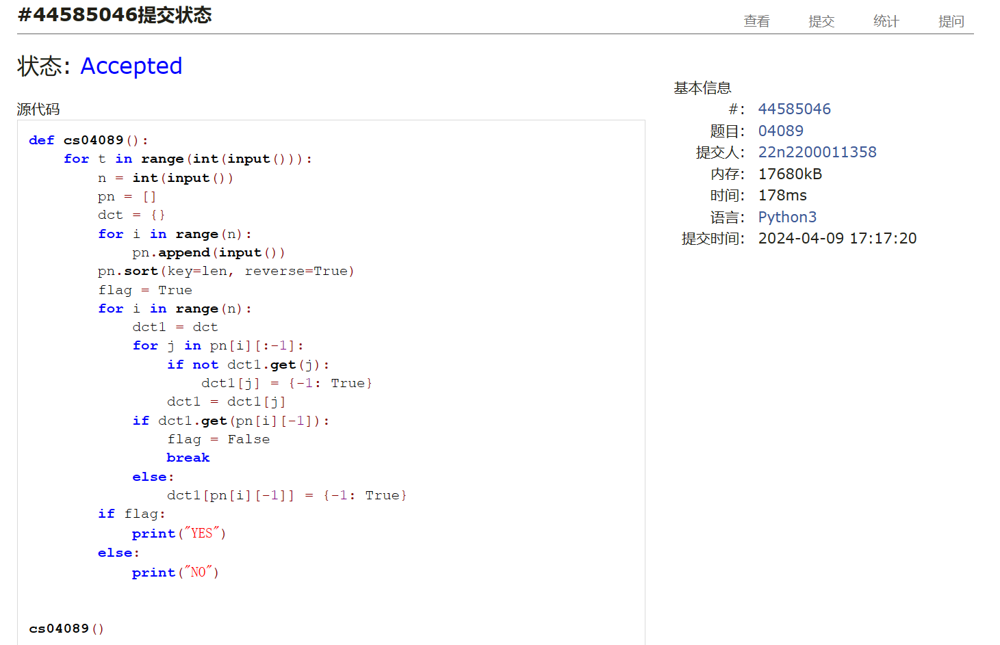 #44585046提交状态
查看 提交 统计 提问
状态: Accepted
源代码
def cs04089():
    for t in range(int(input())):
        n = int(input())
        pn = []
        dct = {}
        for i in range(n):
            pn.append(input())
        pn.sort(key=len, reverse=True)
        flag = True
        for i in range(n):
            dct1 = dct
            for j in pn[i][:-1]:
                if not dct1.get(j):
                    dct1[j] = {-1: True}
                dct1 = dct1[j]
            if dct1.get(pn[i][-1]):
                flag = False
                break
            else:
                dct1[pn[i][-1]] = {-1: True}
        if flag:
            print("YES")
        else:
            print("NO")
cs04089()
基本信息
#: 44585046
题目: 04089
提交人: 22n2200011358
内存: 17680kB
时间: 178ms
语言: Python3
提交时间: 2024-04-09 17:17:20